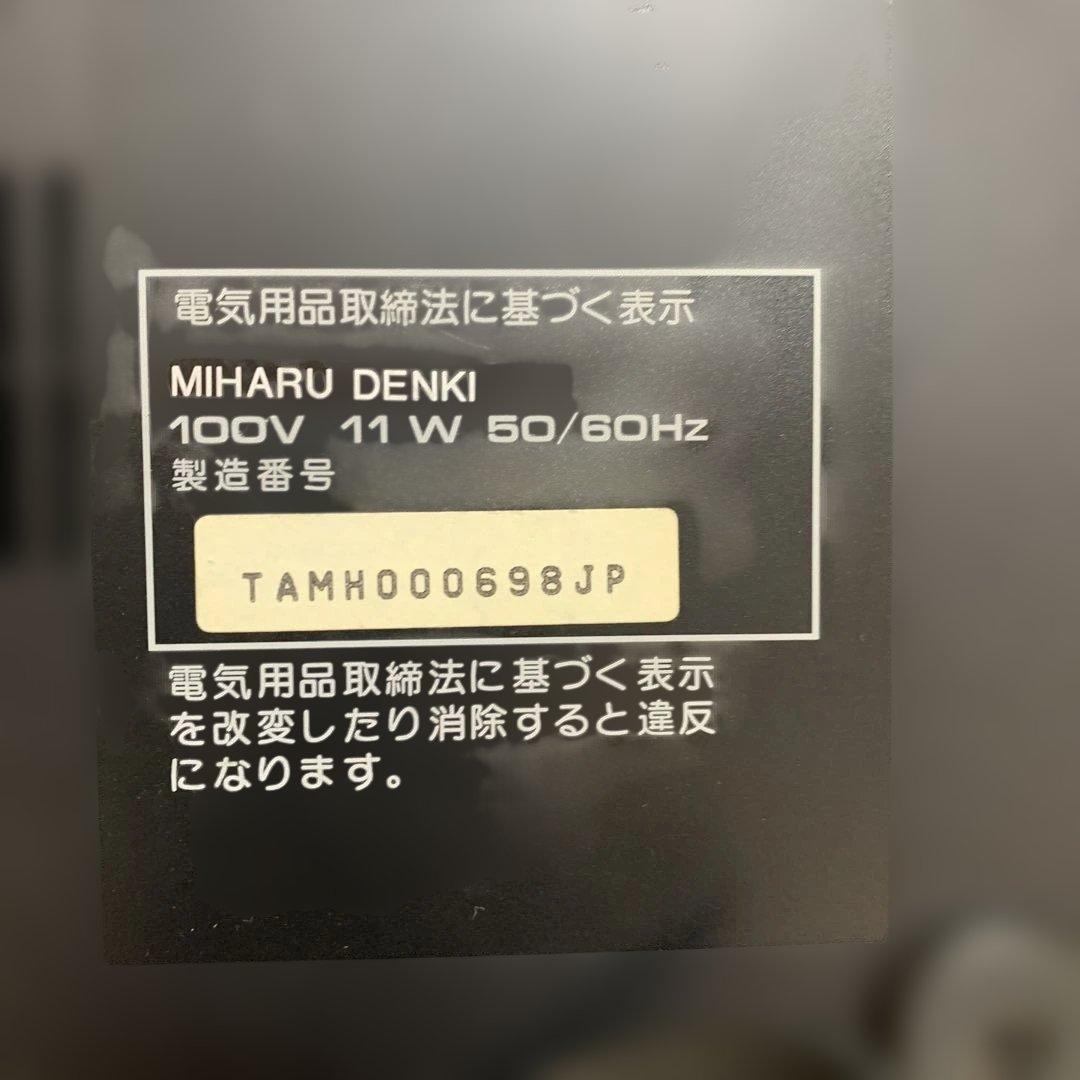 電気用品取締法に基づく表示
MIHARU DENKI
100V 11W 50/60Hz
製造番号
TAMH000698JP
電気用品取締法に基づく表示
を改変したり消除すると違反
になります。